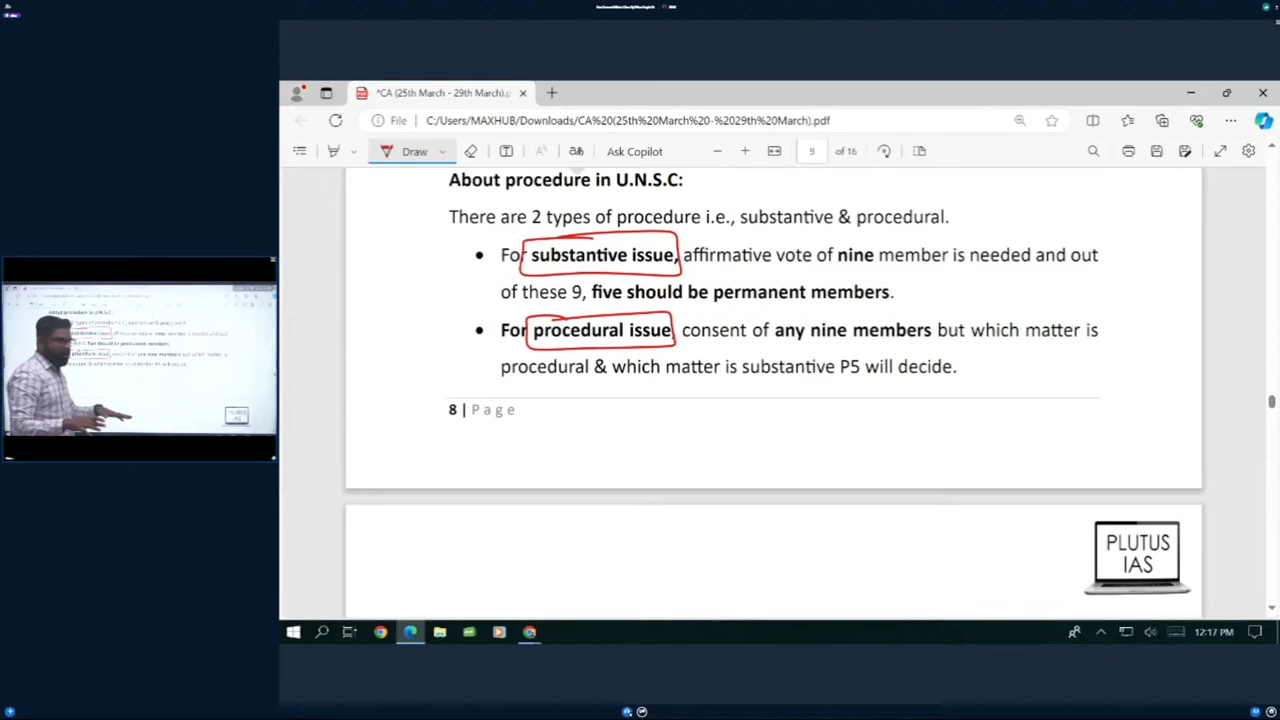 *CA (25th March - 29th March).p
File
C:/Users/MAXHUB/Downloads/CA%20(25th%20March%20-%2029th%20March).pdf
Draw
Ask Copilot
9 of 16
About procedure in U.N.S.C:
There are 2 types of procedure i.e., substantive & procedural.
• For substantive issue, affirmative vote of nine member is needed and out
of these 9, five should be permanent members.
• For procedural issue, consent of any nine members but which matter is
procedural & which matter is substantive P5 will decide.
8 | Page
PLUTUS
IAS
12:17 PM